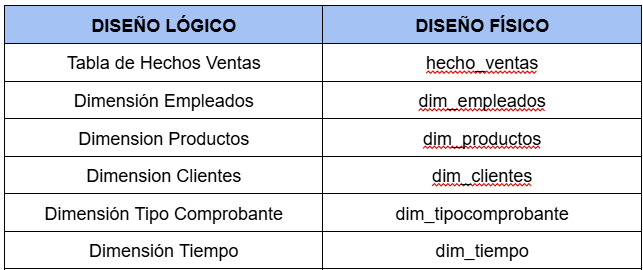 DISEÑO LÓGICO DISEÑO FÍSICO
Tabla de Hechos Ventas hecho_ventas
Dimensión Empleados dim_empleados
Dimension Productos dim_productos
Dimension Clientes dim_clientes
Dimensión Tipo Comprobante dim_tipocomprobante
Dimensión Tiempo dim_tiempo